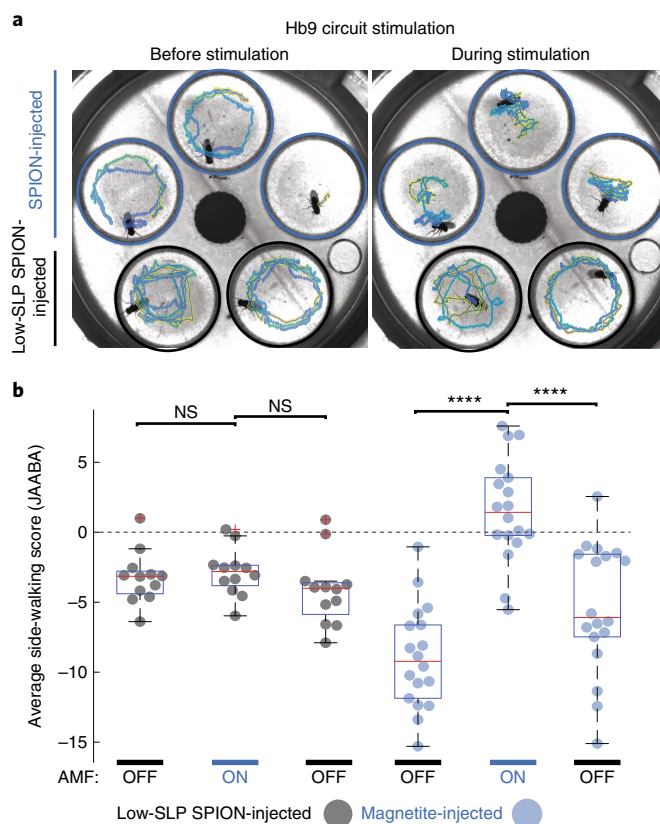 a
Hb9 circuit stimulation
Before stimulation
During stimulation
SPION-injected
Low-SLP SPION-
injected
b
Average side-walking score (JAABA)
5
0
−5
−10
−15
NS
NS
****
****
AMF:
OFF
ON
OFF
OFF
ON
OFF
Low-SLP SPION-injected
Magnetite-injected